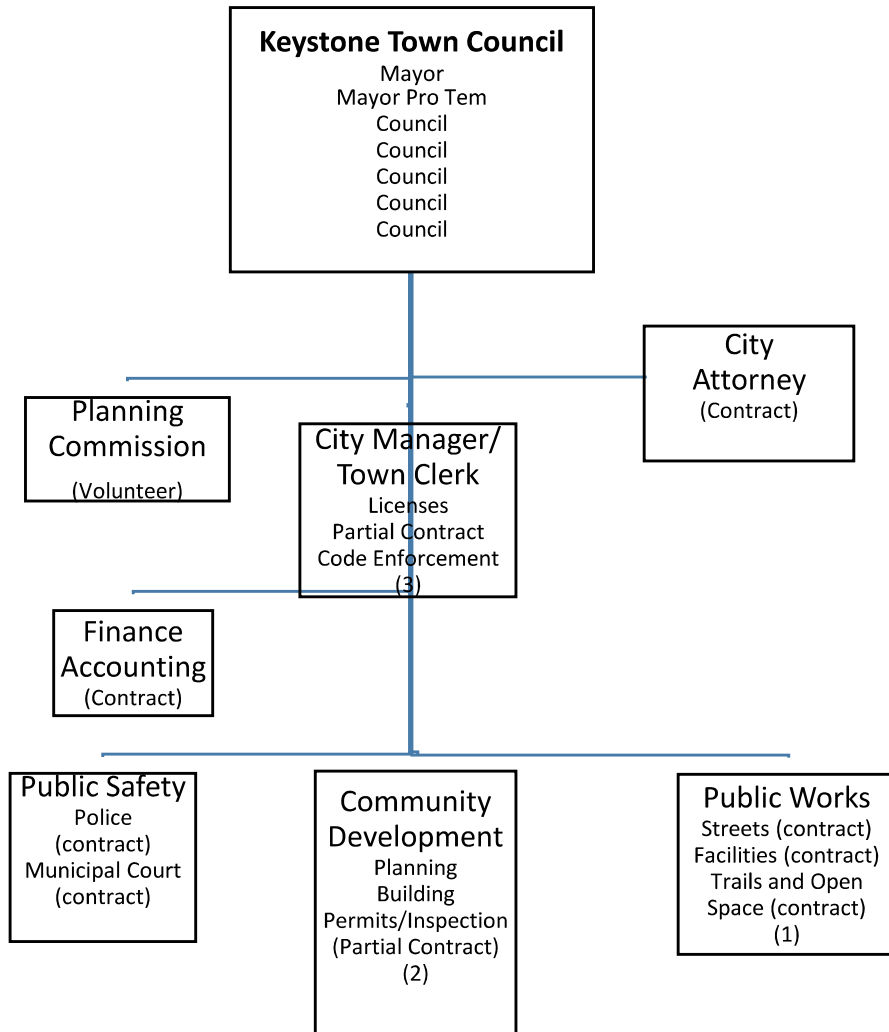 Keystone Town Council
Mayor
Mayor Pro Tem
Council
Council
Council
Council
Council
City
Attorney
(Contract)
Planning
Commission
(Volunteer)
City Manager/
Town Clerk
Licenses
Partial Contract
Code Enforcement
(3)
Finance
Accounting
(Contract)
Public Safety
Police
(contract)
Municipal Court
(contract)
Community
Development
Planning
Building
Permits/Inspection
(Partial Contract)
(2)
Public Works
Streets (contract)
Facilities (contract)
Trails and Open
Space (contract)
(1)